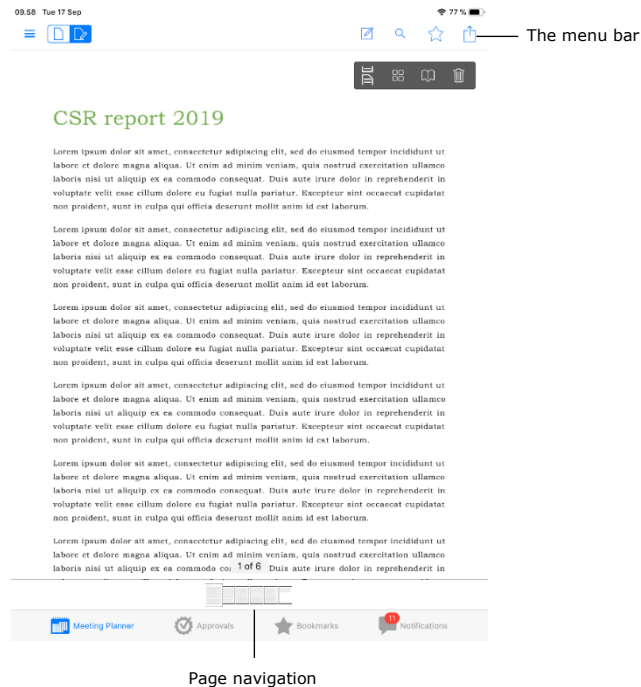 09.58 Tue 17 Sep
77 %
The menu bar
CSR report 2019
Lorem ipsum dolor sit amet, consectetur adipiscing elit, sed do eiusmod tempor incididunt ut
labore et dolore magna aliqua. Ut enim ad minim veniam, quis nostrud exercitation ullamco
laboris nisi ut aliquip ex ea commodo consequat. Duis aute irure dolor in reprehenderit in
voluptate velit esse cillum dolore eu fugiat nulla pariatur. Excepteur sint occaecat cupidatat
non proident, sunt in culpa qui officia deserunt mollit anim id est laborum.
Lorem ipsum dolor sit amet, consectetur adipiscing elit, sed do eiusmod tempor incididunt ut
labore et dolore magna aliqua. Ut enim ad minim veniam, quis nostrud exercitation ullamco
laboris nisi ut aliquip ex ea commodo consequat. Duis aute irure dolor in reprehenderit in
voluptate velit esse cillum dolore eu fugiat nulla pariatur. Excepteur sint occaecat cupidatat
non proident, sunt in culpa qui officia deserunt mollit anim id est laborum.
Lorem ipsum dolor sit amet, consectetur adipiscing elit, sed do eiusmod tempor incididunt ut
labore et dolore magna aliqua. Ut enim ad minim veniam, quis nostrud exercitation ullamco
laboris nisi ut aliquip ex ea commodo consequat. Duis aute irure dolor in reprehenderit in
voluptate velit esse cillum dolore eu fugiat nulla pariatur. Excepteur sint occaecat cupidatat
non proident, sunt in culpa qui officia deserunt mollit anim id est laborum.
Lorem ipsum dolor sit amet, consectetur adipiscing elit, sed do eiusmod tempor incididunt ut
labore et dolore magna aliqua. Ut enim ad minim veniam, quis nostrud exercitation ullamco
laboris nisi ut aliquip ex ea commodo consequat. Duis aute irure dolor in reprehenderit in
voluptate velit esse cillum dolore eu fugiat nulla pariatur. Excepteur sint occaecat cupidatat
non proident, sunt in culpa qui officia deserunt mollit anim id est laborum.
Lorem ipsum dolor sit amet, consectetur adipiscing elit, sed do eiusmod tempor incididunt ut
labore et dolore magna aliqua. Ut enim ad minim veniam, quis nostrud exercitation ullamco
laboris nisi ut aliquip ex ea commodo consequat. Duis aute irure dolor in reprehenderit in
voluptate velit esse cillum dolore eu fugiat nulla pariatur. Excepteur sint occaecat cupidatat
non proident, sunt in culpa qui officia deserunt mollit anim id est laborum.
Lorem ipsum dolor sit amet, consectetur adipiscing elit, sed do eiusmod tempor incididunt ut
labore et dolore magna aliqua. Ut enim ad minim veniam, quis nostrud exercitation ullamco
laboris nisi ut aliquip ex ea commodo co 1 of 6 Duis aute irure dolor in reprehenderit in
Meeting Planner
Approvals
Bookmarks
11
Notifications
Page navigation